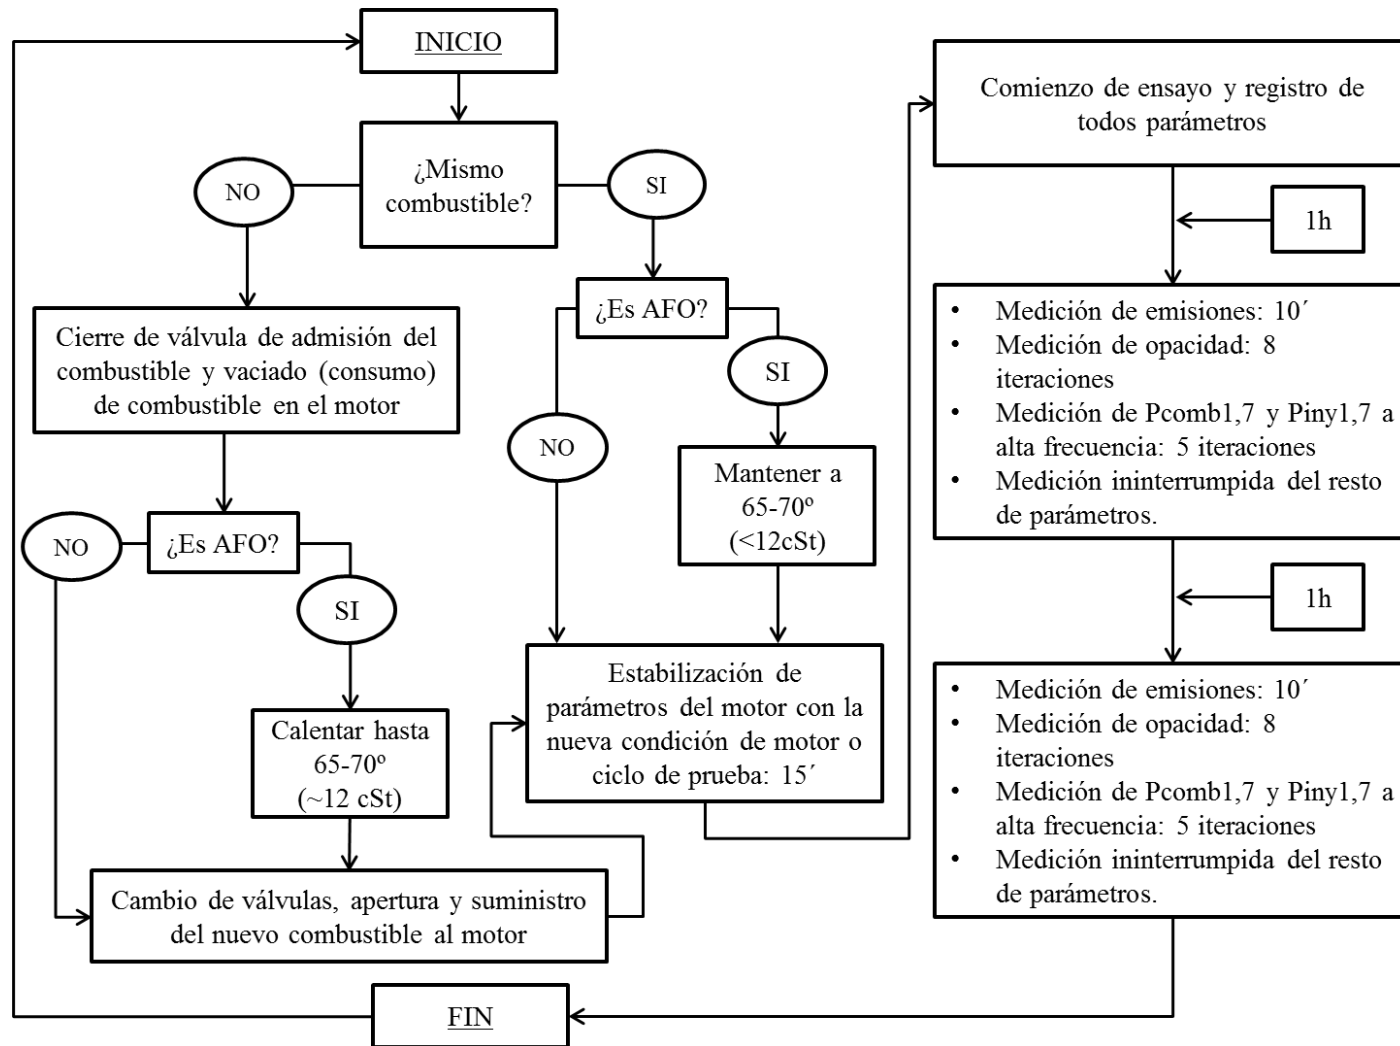 INICIO
¿Mismo
combustible?
NO
SI
Cierre de válvula de admisión del
combustible y vaciado (consumo)
de combustible en el motor
¿Es AFO?
NO
SI
Calentar hasta
65-70º
(~12 cSt)
Cambio de válvulas, apertura y suministro
del nuevo combustible al motor
¿Es AFO?
NO
SI
Mantener a
65-70º
(<12cSt)
Estabilización de
parámetros del motor con la
nueva condición de motor o
ciclo de prueba: 15´
Comienzo de ensayo y registro de
todos parámetros
1h
• Medición de emisiones: 10´
• Medición de opacidad: 8
iteraciones
• Medición de Pcomb1,7 y Piny1,7 a
alta frecuencia: 5 iteraciones
• Medición ininterrumpida del resto
de parámetros.
1h
• Medición de emisiones: 10´
• Medición de opacidad: 8
iteraciones
• Medición de Pcomb1,7 y Piny1,7 a
alta frecuencia: 5 iteraciones
• Medición ininterrumpida del resto
de parámetros.
FIN